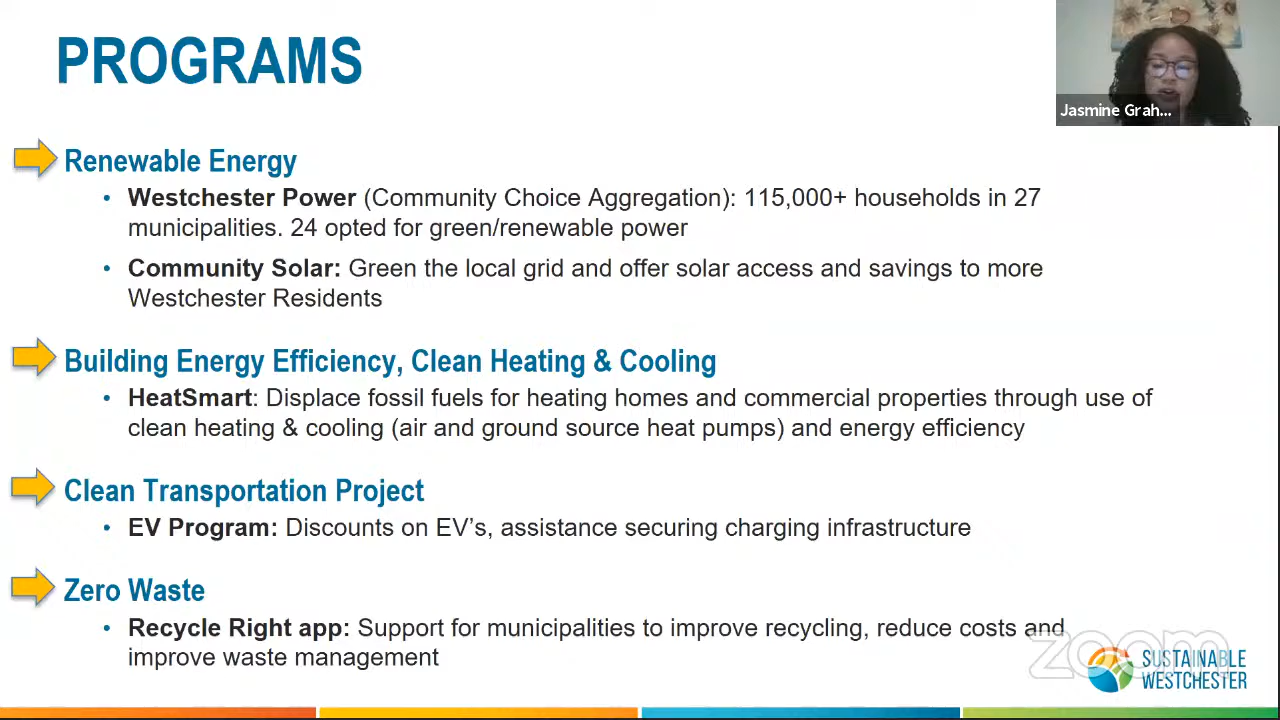 PROGRAMS
Jasmine Grah...
Renewable Energy
• Westchester Power (Community Choice Aggregation): 115,000+ households in 27
municipalities. 24 opted for green/renewable power
• Community Solar: Green the local grid and offer solar access and savings to more
Westchester Residents
Building Energy Efficiency, Clean Heating & Cooling
• HeatSmart: Displace fossil fuels for heating homes and commercial properties through use of
clean heating & cooling (air and ground source heat pumps) and energy efficiency
Clean Transportation Project
• EV Program: Discounts on EV’s, assistance securing charging infrastructure
Zero Waste
• Recycle Right app: Support for municipalities to improve recycling, reduce costs and
improve waste management
zoom
SUSTAINABLE
WESTCHESTER